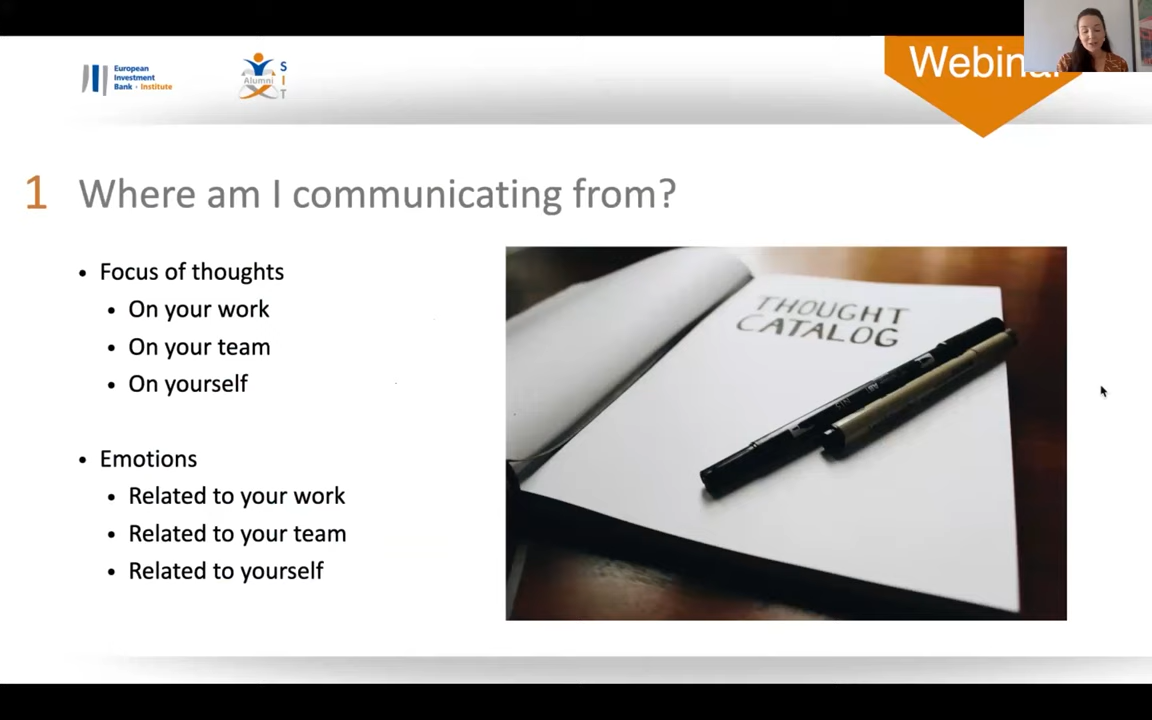 European
Investment
Bank · Institute
Alumni
S
I
T
1 Where am I communicating from?
• Focus of thoughts
• On your work
• On your team
• On yourself
• Emotions
• Related to your work
• Related to your team
• Related to yourself
THOUGHT
CATALOG